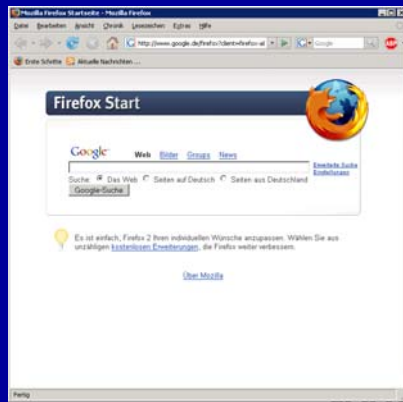 Mozilla Firefox Startseite - Mozilla Firefox
Datei Bearbeiten Ansicht Chronik Lesezeichen Extras Hilfe
http://www.google.de/firefox?client=firefox-a
Google
ABP
Erste Schritte Aktuelle Nachrichten ...
Firefox Start
Google Web Bilder Groups News
Erweiterte Suche
Einstellungen
Suche: Das Web Seiten auf Deutsch Seiten aus Deutschland
Google-Suche
Es ist einfach, Firefox 2 Ihren individuellen Wünsche anzupassen. Wählen Sie aus
unzähligen kostenlosen Erweiterungen, die Firefox weiter verbessern.
Über Mozilla
Fertig